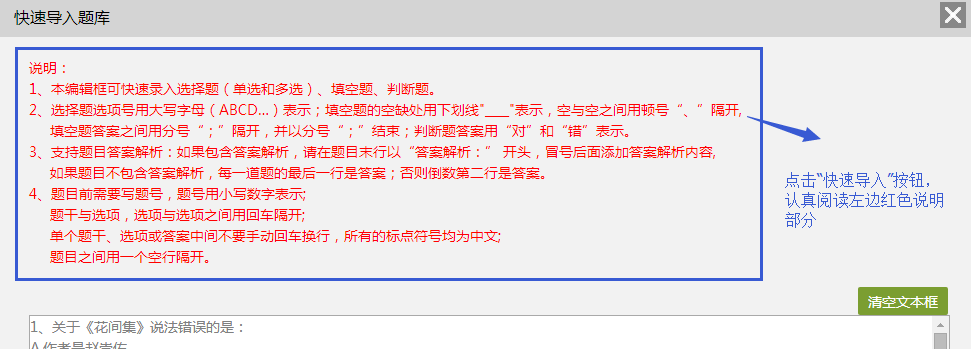 快速导入题库
说明：
1、本编辑框可快速录入选择题（单选和多选）、填空题、判断题。
2、选择题选项号用大写字母（ABCD...）表示；填空题的空缺处用下划线"____"表示，空与空之间用顿号“、”隔开,
填空题答案之间用分号“；”隔开，并以分号“；”结束；判断题答案用“对”和“错”表示。
3、支持题目答案解析：如果包含答案解析，请在题目末行以“答案解析：” 开头，冒号后面添加答案解析内容,
如果题目不包含答案解析，每一道题的最后一行是答案；否则倒数第二行是答案。
4、题目前需要写题号，题号用小写数字表示;
题干与选项，选项与选项之间用回车隔开;
单个题干、选项或答案中间不要手动回车换行，所有的标点符号均为中文;
题目之间用一个空行隔开。
点击“快速导入”按钮，
认真阅读左边红色说明
部分
清空文本框
1、关于《花间集》说法错误的是：
A.作者是赵崇佐